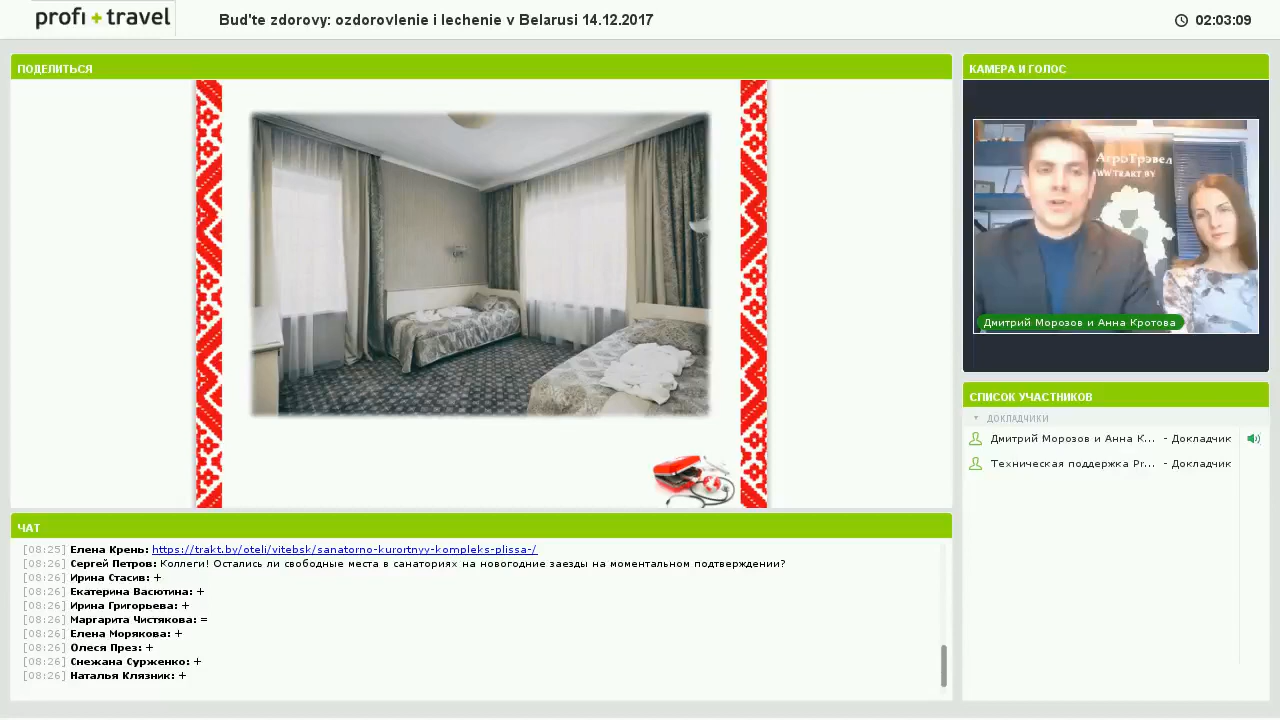 profi + travel
Bud'te zdorovy: ozdorovlenie i lechenie v Belarusi 14.12.2017
02:03:09
ПОДЕЛИТЬСЯ
КАМЕРА И ГОЛОС
АгроТрэвел
WWW.TRAKT.BY
Дмитрий Морозов и Анна Кротова
СПИСОК УЧАСТНИКОВ
ДОКЛАДЧИКИ
Дмитрий Морозов и Анна К... - Докладчик
Техническая поддержка Pr... - Докладчик
ЧАТ
[08:25] Елена Крень: https://trakt.by/oteli/vitebsk/sanatorno-kurortnyy-kompleks-plissa-/
[08:26] Сергей Петров: Коллеги! Остались ли свободные места в санаториях на новогодние заезды на моментальном подтверждении?
[08:26] Ирина Стасив: +
[08:26] Екатерина Васютина: +
[08:26] Ирина Григорьева: +
[08:26] Маргарита Чистякова: =
[08:26] Елена Морякова: +
[08:26] Олеся През: +
[08:26] Снежана Сурженко: +
[08:26] Наталья Клязник: +